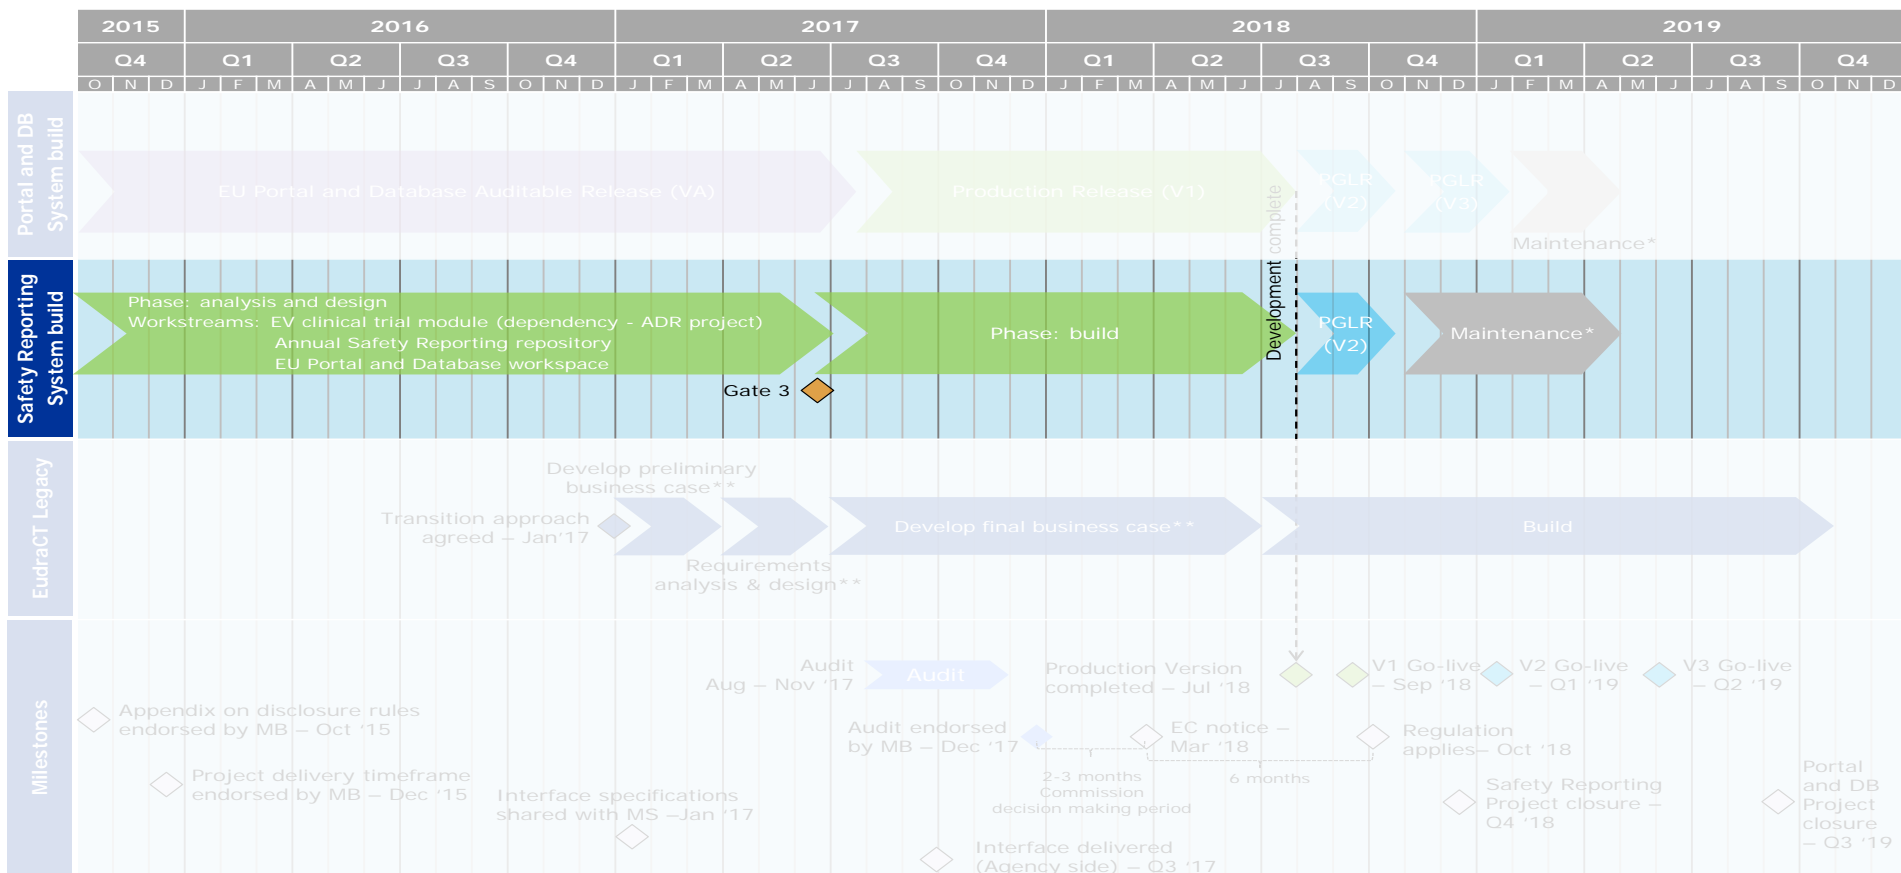 2015 2016 2017 2018 2019
Q4 Q1 Q2 Q3 Q4 Q1 Q2 Q3 Q4 Q1 Q2 Q3 Q4 Q1 Q2 Q3 Q4
O N D J F M A M J J A S O N D J F M A M J J A S O N D J F M A M J J A S O N D J F M A M J J A S O N D
Portal and DB
System build
EU Portal and Database Auditable Release (VA)
Production Release (V1)
PGLR
(V2)
PGLR
(V3)
Maintenance*
Development complete
Safety Reporting
System build
Phase: analysis and design
Workstreams: EV clinical trial module (dependency - ADR project)
Annual Safety Reporting repository
EU Portal and Database workspace
Phase: build
PGLR
(V2)
Maintenance*
Gate 3
EudraCT Legacy
Develop preliminary
business case**
Transition approach
agreed – Jan'17
Requirements
analysis & design**
Develop final business case**
Build
Milestones
Audit
Aug – Nov '17
Audit
Production Version
completed – Jul '18
V1 Go-live
– Sep '18
V2 Go-live
– Q1 '19
V3 Go-live
– Q2 '19
Appendix on disclosure rules
endorsed by MB – Oct '15
Audit endorsed
by MB – Dec '17
EC notice –
Mar '18
Regulation
applies– Oct '18
2-3 months
Commission
decision making period
6 months
Project delivery timeframe
endorsed by MB – Dec '15
Interface specifications
shared with MS –Jan '17
Safety Reporting
Project closure –
Q4 '18
Portal
and DB
Project
closure
– Q3 '19
Interface delivered
(Agency side) – Q3 '17